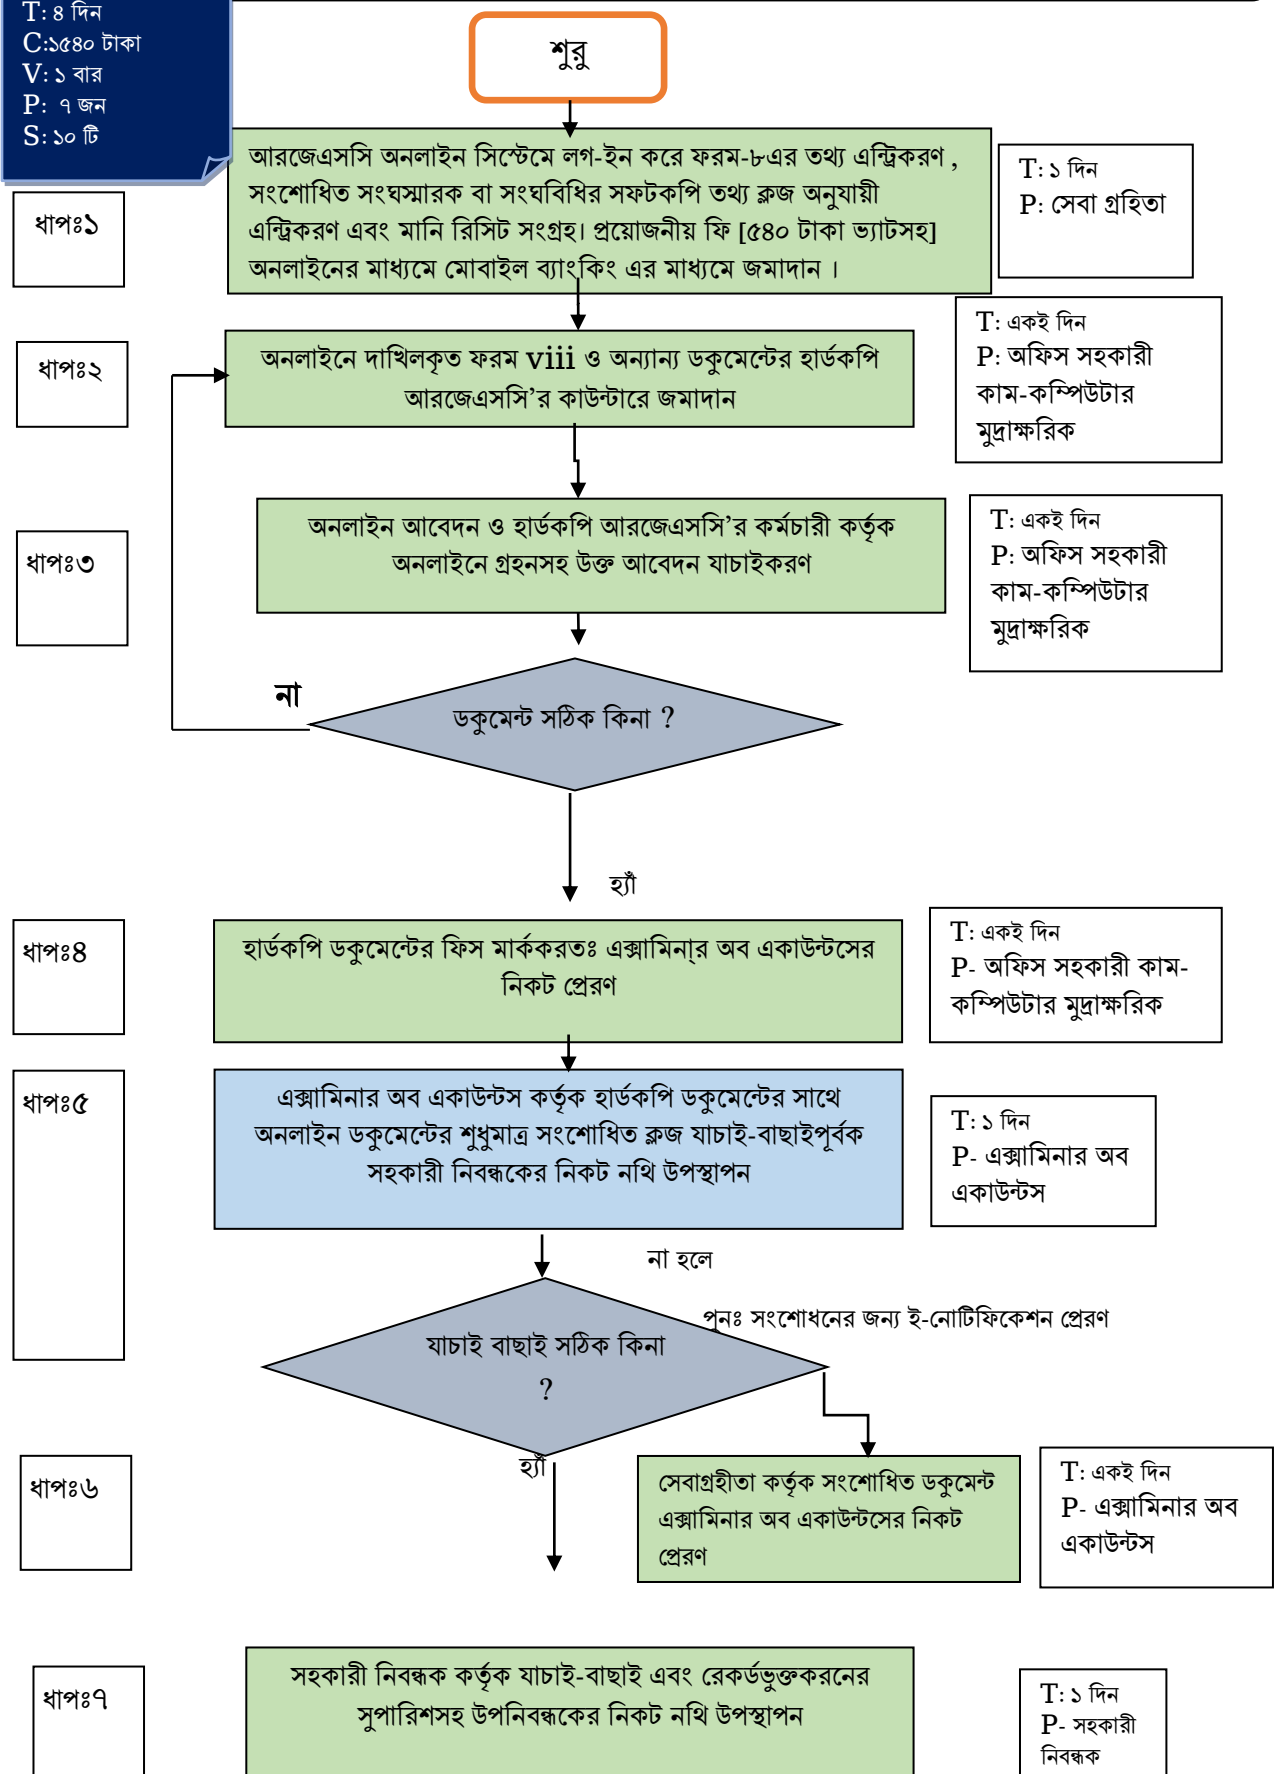 T: ৪ দিন
C:১৫৪০ টাকা
V: ১ বার
P: ৭ জন
S: ১০ টি
শুরু
ধাপঃ১
আরজেএসসি অনলাইন সিস্টেমে লগ-ইন করে ফরম-৮এর তথ্য এন্ট্রিকরণ ,
সংশোধিত সংঘস্মারক বা সংঘবিধির সফটকপি তথ্য ক্লজ অনুযায়ী
এন্ট্রিকরণ এবং মানি রিসিট সংগ্রহ। প্রয়োজনীয় ফি [৫৪০ টাকা ভ্যাটসহ]
অনলাইনের মাধ্যমে মোবাইল ব্যাংকিং এর মাধ্যমে জমাদান ।
T: ১ দিন
P: সেবা গ্রহিতা
ধাপঃ২
অনলাইনে দাখিলকৃত ফরম viii ও অন্যান্য ডকুমেন্টের হার্ডকপি
আরজেএসসি’র কাউন্টারে জমাদান
T: একই দিন
P: অফিস সহকারী
কাম-কম্পিউটার
মুদ্রাক্ষরিক
ধাপঃ৩
অনলাইন আবেদন ও হার্ডকপি আরজেএসসি’র কর্মচারী কর্তৃক
অনলাইনে গ্রহনসহ উক্ত আবেদন যাচাইকরণ
T: একই দিন
P: অফিস সহকারী
কাম-কম্পিউটার
মুদ্রাক্ষরিক
না
ডকুমেন্ট সঠিক কিনা ?
হ্যাঁ
ধাপঃ৪
হার্ডকপি ডকুমেন্টের ফিস মার্ককরতঃ এক্সামিনা্র অব একাউন্টসের
নিকট প্রেরণ
T: একই দিন
P- অফিস সহকারী কাম-
কম্পিউটার মুদ্রাক্ষরিক
ধাপঃ৫
এক্সামিনার অব একাউন্টস কর্তৃক হার্ডকপি ডকুমেন্টের সাথে
অনলাইন ডকুমেন্টের শুধুমাত্র সংশোধিত ক্লজ যাচাই-বাছাইপূর্বক
সহকারী নিবন্ধকের নিকট নথি উপস্থাপন
T: ১ দিন
P- এক্সামিনার অব
একাউন্টস
না হলে
পুনঃ সংশোধনের জন্য ই-নোটিফিকেশন প্রেরণ
যাচাই বাছাই সঠিক কিনা
?
হ্যাঁ
ধাপঃ৬
সেবাগ্রহীতা কর্তৃক সংশোধিত ডকুমেন্ট
এক্সামিনার অব একাউন্টসের নিকট
প্রেরণ
T: একই দিন
P- এক্সামিনার অব
একাউন্টস
ধাপঃ৭
সহকারী নিবন্ধক কর্তৃক যাচাই-বাছাই এবং রেকর্ডভুক্তকরনের
সুপারিশসহ উপনিবন্ধকের নিকট নথি উপস্থাপন
T: ১ দিন
P- সহকারী
নিবন্ধক